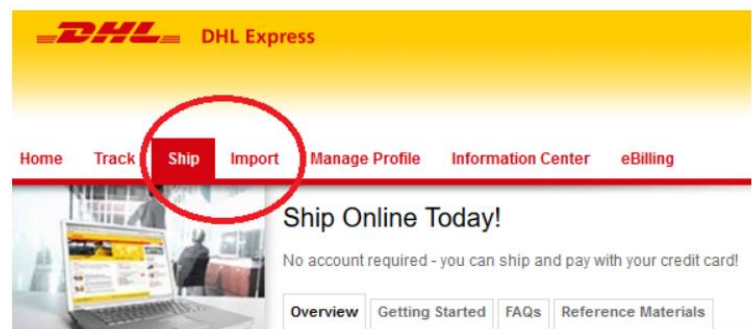 DHL DHL Express
Home Track Ship Import Manage Profile Information Center eBilling
Ship Online Today!
No account required - you can ship and pay with your credit card!
Overview Getting Started FAQs Reference Materials